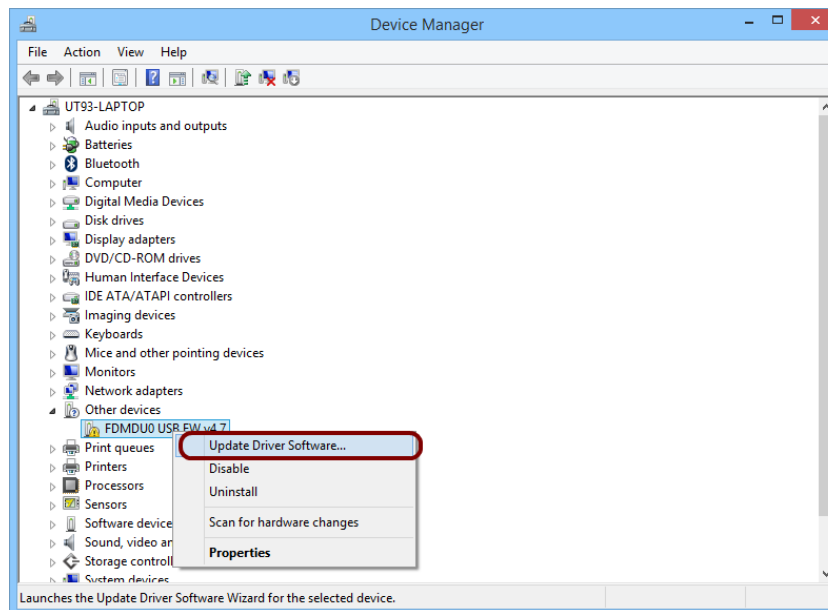 Device Manager
File Action View Help
UT93-LAPTOP
Audio inputs and outputs
Batteries
Bluetooth
Computer
Digital Media Devices
Disk drives
Display adapters
DVD/CD-ROM drives
Human Interface Devices
IDE ATA/ATAPI controllers
Imaging devices
Keyboards
Mice and other pointing devices
Monitors
Network adapters
Other devices
FDMDU0 USB FW v4.7
Update Driver Software...
Print queues
Disable
Printers
Processors
Uninstall
Sensors
Software device
Scan for hardware changes
Sound, video an
Properties
Storage controll
System devices
Launches the Update Driver Software Wizard for the selected device.